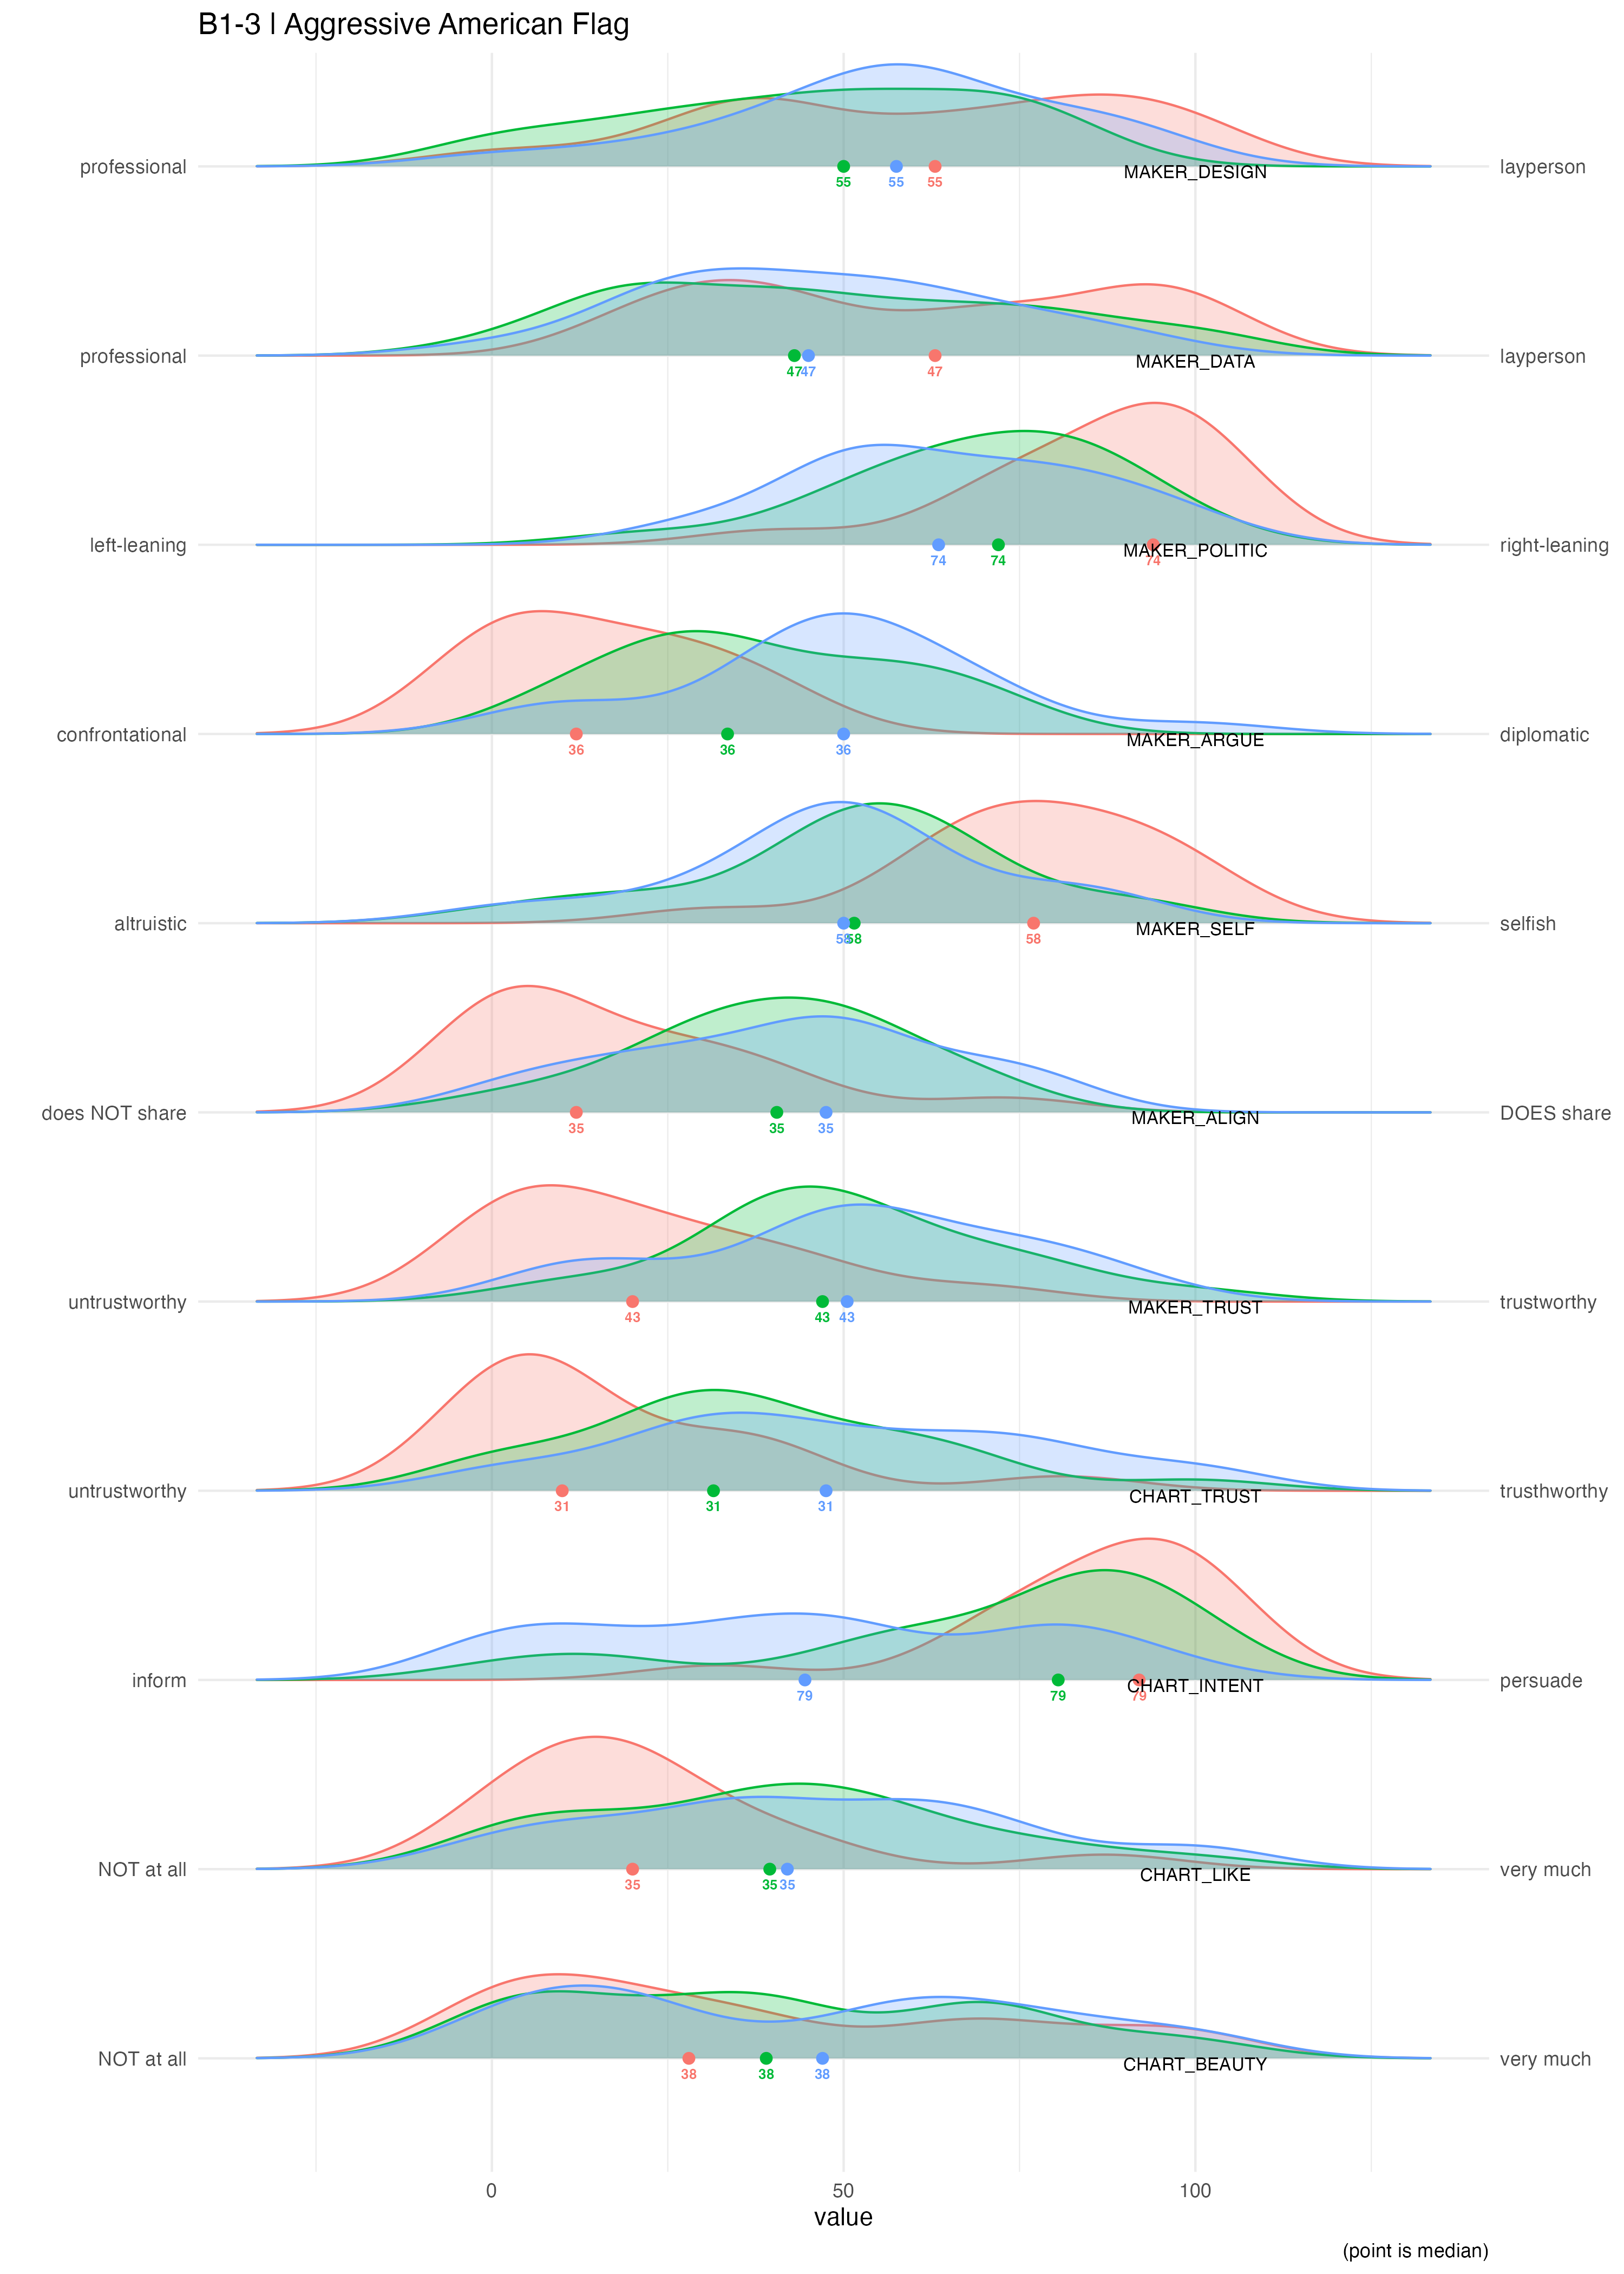 B1-3 | Aggressive American Flag
professional MAKER_DESIGN layperson
55 55 55
professional MAKER_DATA layperson
47 47 47
left-leaning MAKER_POLITIC right-leaning
74 74 74
confrontational MAKER_ARGUE diplomatic
36 36 36
altruistic MAKER_SELF selfish
58 58 58
does NOT share MAKER_ALIGN DOES share
35 35 35
untrustworthy MAKER_TRUST trustworthy
43 43 43
untrustworthy CHART_TRUST trusthworthy
31 31 31
inform CHART_INTENT persuade
79 79 79
NOT at all CHART_LIKE very much
35 35 35
NOT at all CHART_BEAUTY very much
38 38 38
0 50 100
value
(point is median)